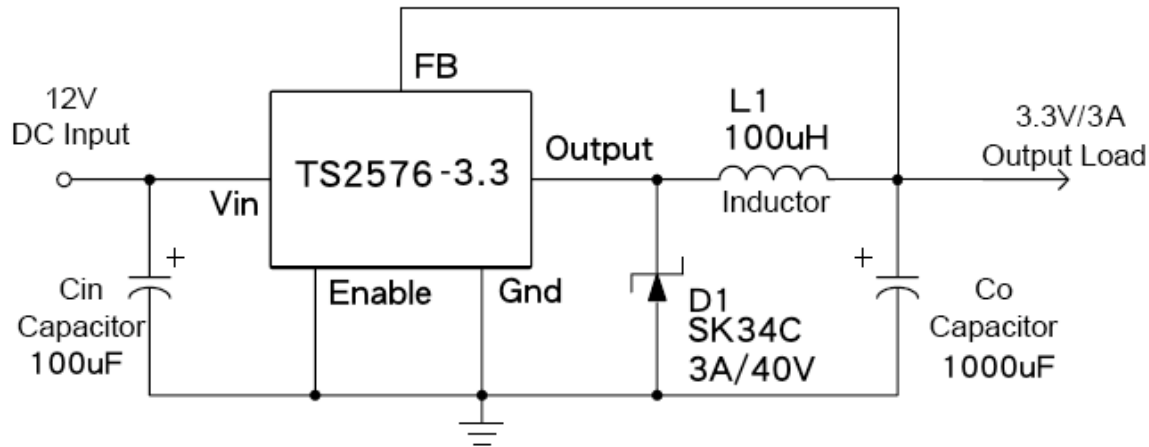 FB
12V
DC Input
L1
100uH
3.3V/3A
Output Load
Output
TS2576-3.3
Vin
Inductor
+
+
Enable
Gnd
Cin
Capacitor
100uF
D1
SK34C
3A/40V
Co
Capacitor
1000uF